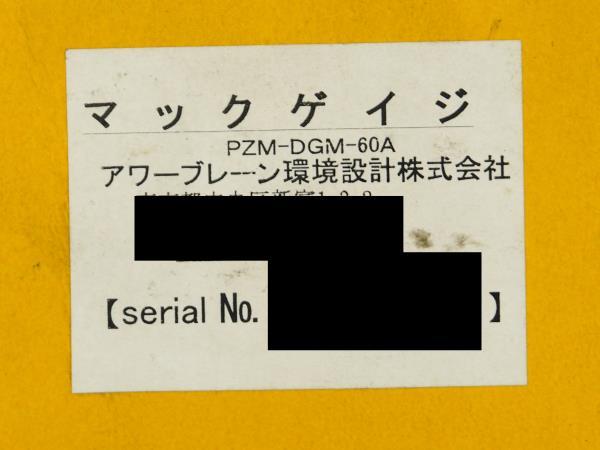 マックゲイジ
PZM-DGM-60A
アワーブレーン環境設計株式会社
【serial No. 】